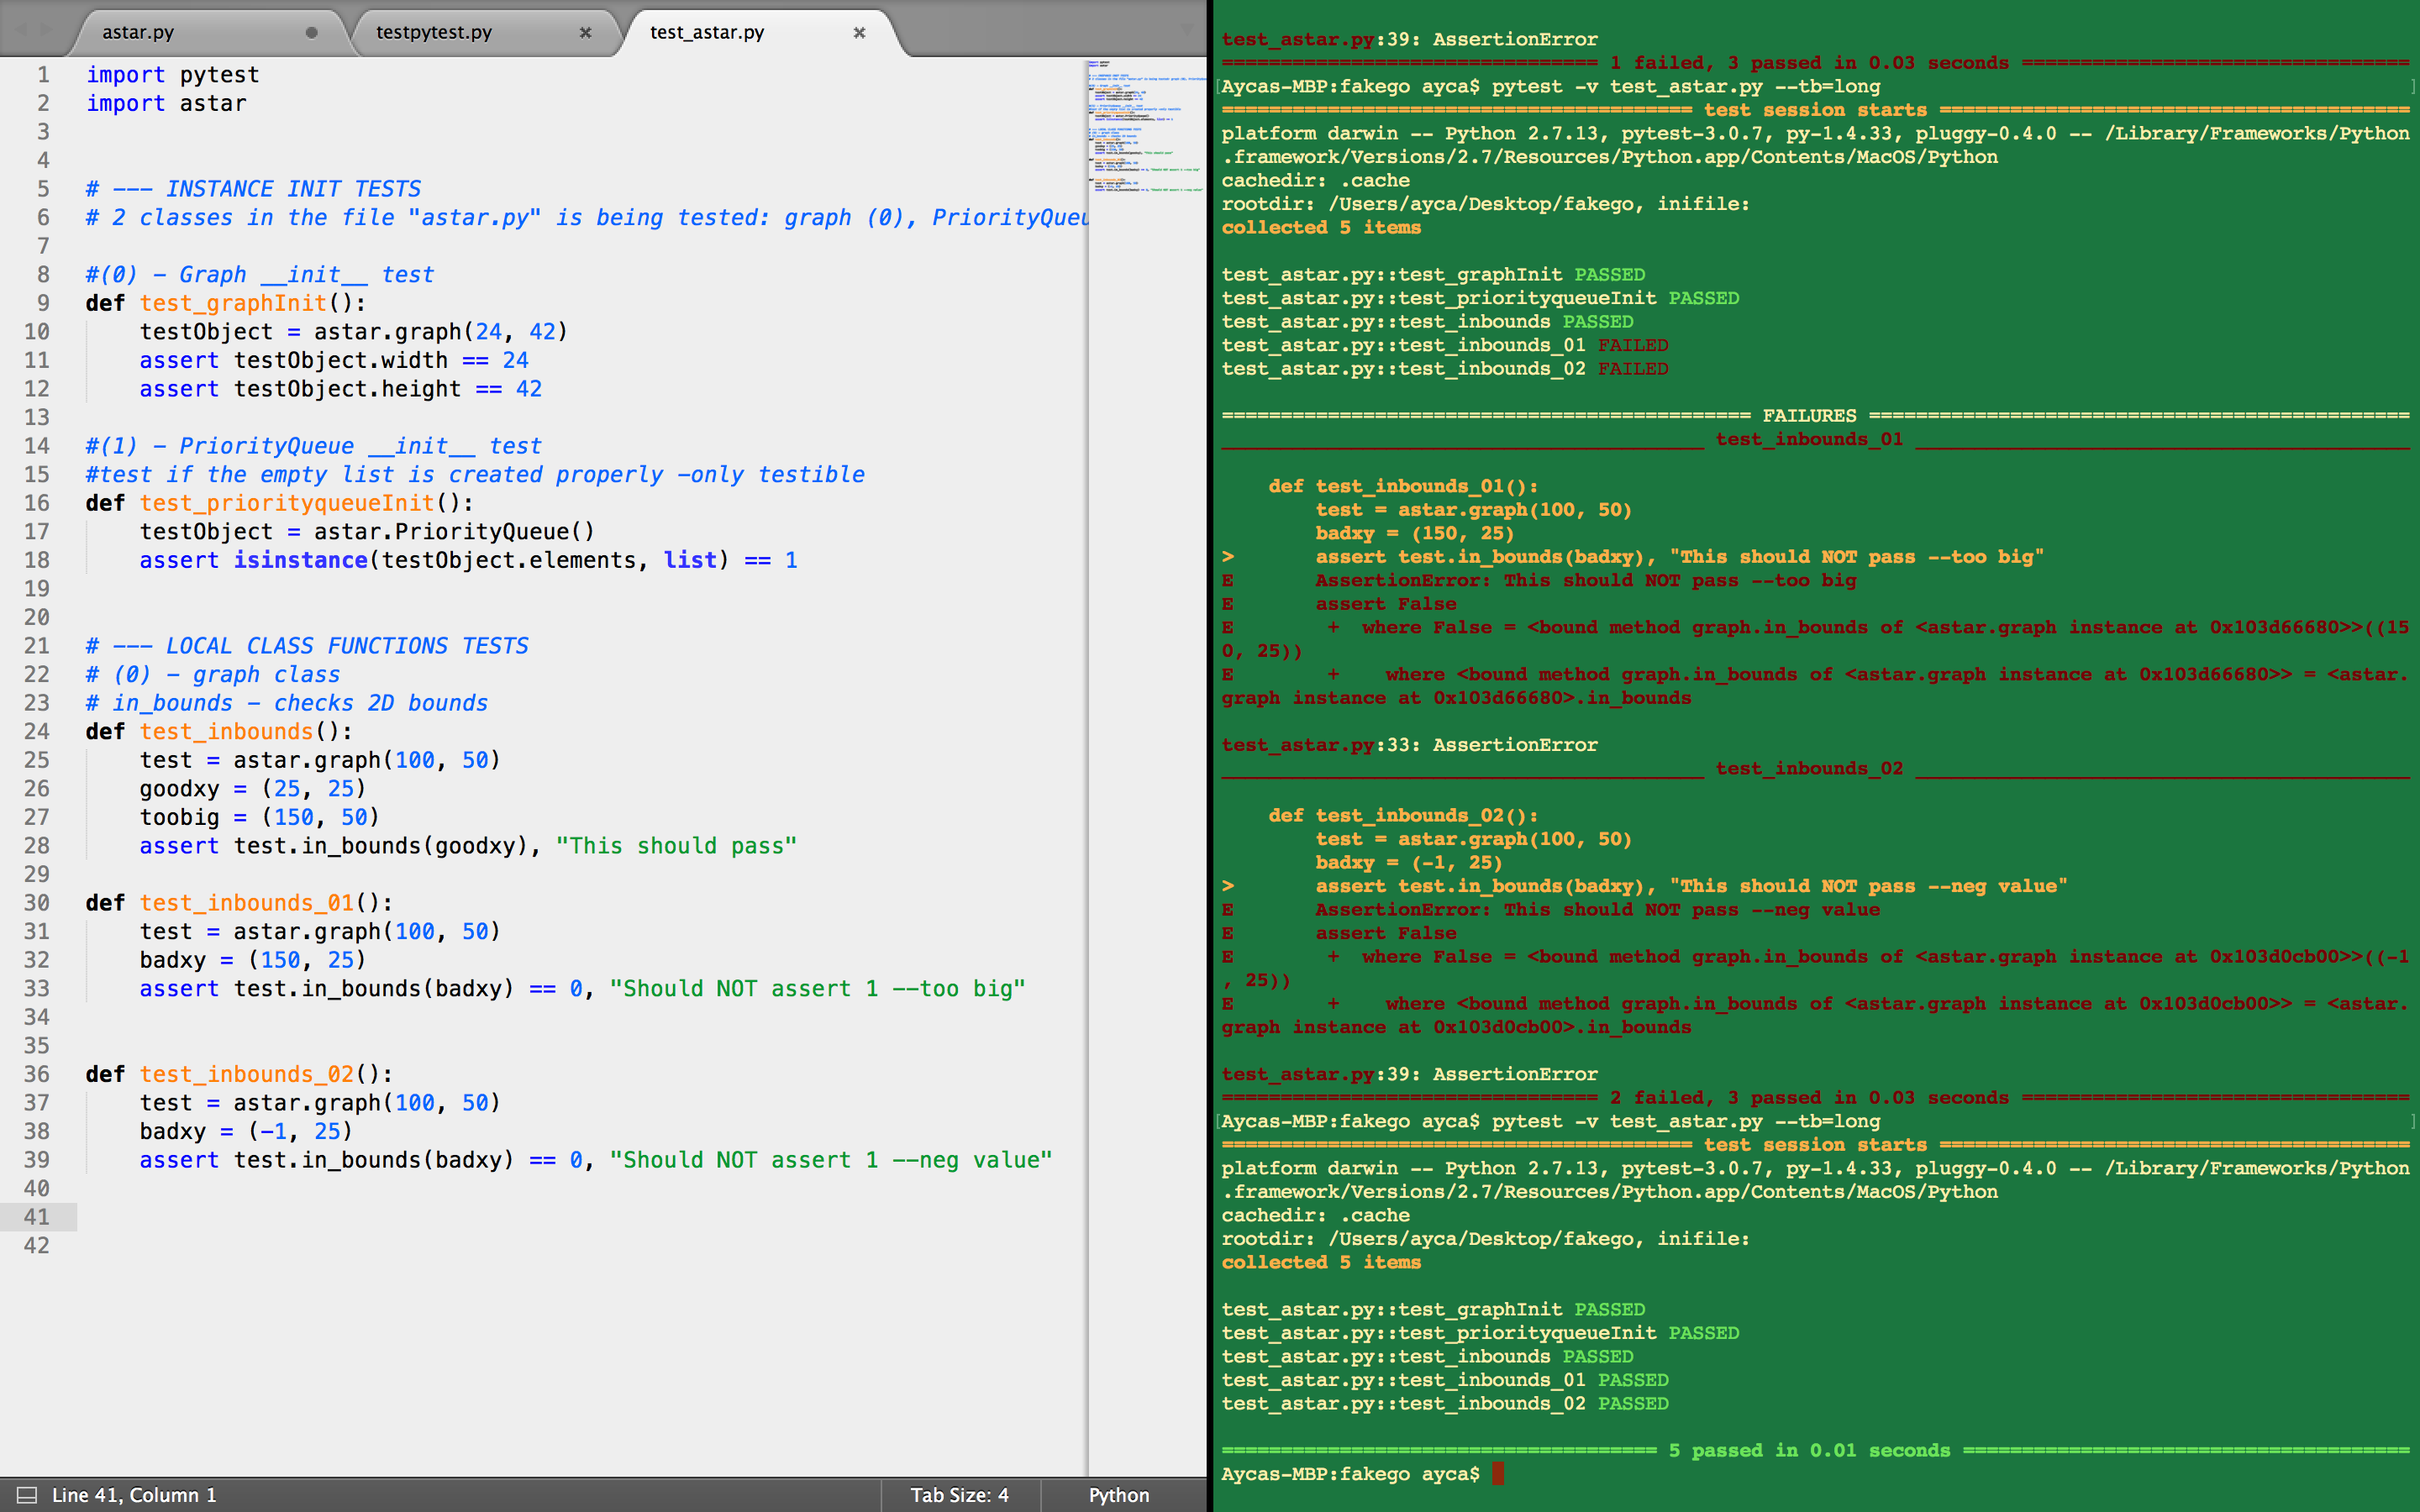 astar.py
testpytest.py
test_astar.py
1 import pytest
2 import astar
3
4
5 # --- INSTANCE INIT TESTS
6 # 2 classes in the file "astar.py" is being tested: graph (0), PriorityQueu
7
8 #(0) - Graph __init__ test
9 def test_graphInit():
10 testObject = astar.graph(24, 42)
11 assert testObject.width == 24
12 assert testObject.height == 42
13
14 #(1) - PriorityQueue __init__ test
15 #test if the empty list is created properly -only testible
16 def test_priorityqueueInit():
17 testObject = astar.PriorityQueue()
18 assert isinstance(testObject.elements, list) == 1
19
20
21 # --- LOCAL CLASS FUNCTIONS TESTS
22 # (0) - graph class
23 # in_bounds - checks 2D bounds
24 def test_inbounds():
25 test = astar.graph(100, 50)
26 goodxy = (25, 25)
27 toobig = (150, 50)
28 assert test.in_bounds(goodxy), "This should pass"
29
30 def test_inbounds_01():
31 test = astar.graph(100, 50)
32 badxy = (150, 25)
33 assert test.in_bounds(badxy) == 0, "Should NOT assert 1 --too big"
34
35
36 def test_inbounds_02():
37 test = astar.graph(100, 50)
38 badxy = (-1, 25)
39 assert test.in_bounds(badxy) == 0, "Should NOT assert 1 --neg value"
40
41
42
Line 41, Column 1
Tab Size: 4
Python
test_astar.py:39: AssertionError
================================ 1 failed, 3 passed in 0.03 seconds =================================
[Aycas-MBP:fakego ayca$ pytest -v test_astar.py --tb=long ]
======================================== test session starts ========================================
platform darwin -- Python 2.7.13, pytest-3.0.7, py-1.4.33, pluggy-0.4.0 -- /Library/Frameworks/Python
.framework/Versions/2.7/Resources/Python.app/Contents/MacOS/Python
cachedir: .cache
rootdir: /Users/ayca/Desktop/fakego, inifile:
collected 5 items
test_astar.py::test_graphInit PASSED
test_astar.py::test_priorityqueueInit PASSED
test_astar.py::test_inbounds PASSED
test_astar.py::test_inbounds_01 FAILED
test_astar.py::test_inbounds_02 FAILED
============================================= FAILURES ==============================================
_________________________________________ test_inbounds_01 __________________________________________
def test_inbounds_01():
test = astar.graph(100, 50)
badxy = (150, 25)
> assert test.in_bounds(badxy), "This should NOT pass --too big"
E AssertionError: This should NOT pass --too big
E assert False
E + where False = <bound method graph.in_bounds of <astar.graph instance at 0x103d66680>>((15
0, 25))
E + where <bound method graph.in_bounds of <astar.graph instance at 0x103d66680>> = <astar.
graph instance at 0x103d66680>.in_bounds
test_astar.py:33: AssertionError
_________________________________________ test_inbounds_02 __________________________________________
def test_inbounds_02():
test = astar.graph(100, 50)
badxy = (-1, 25)
> assert test.in_bounds(badxy), "This should NOT pass --neg value"
E AssertionError: This should NOT pass --neg value
E assert False
E + where False = <bound method graph.in_bounds of <astar.graph instance at 0x103d0cb00>>((-1
, 25))
E + where <bound method graph.in_bounds of <astar.graph instance at 0x103d0cb00>> = <astar.
graph instance at 0x103d0cb00>.in_bounds
test_astar.py:39: AssertionError
================================ 2 failed, 3 passed in 0.03 seconds =================================
[Aycas-MBP:fakego ayca$ pytest -v test_astar.py --tb=long ]
======================================== test session starts ========================================
platform darwin -- Python 2.7.13, pytest-3.0.7, py-1.4.33, pluggy-0.4.0 -- /Library/Frameworks/Python
.framework/Versions/2.7/Resources/Python.app/Contents/MacOS/Python
cachedir: .cache
rootdir: /Users/ayca/Desktop/fakego, inifile:
collected 5 items
test_astar.py::test_graphInit PASSED
test_astar.py::test_priorityqueueInit PASSED
test_astar.py::test_inbounds PASSED
test_astar.py::test_inbounds_01 PASSED
test_astar.py::test_inbounds_02 PASSED
===================================== 5 passed in 0.01 seconds ======================================
Aycas-MBP:fakego ayca$